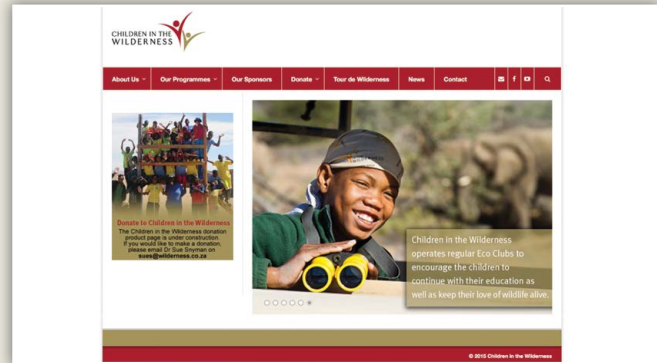 CHILDREN IN THE
WILDERNESS
About Us
Our Programmes
Our Sponsors
Donate
Tour de Wilderness
News
Contact
Donate to Children in the Wilderness
The Children in the Wilderness donation
product page is under construction.
If you would like to make a donation,
please email Dr Sue Snyman on
sues@wilderness.co.za
WILDERNESS
Children in the Wilderness
operates regular Eco Clubs to
encourage the children to
continue with their education as
well as keep their love of wildlife alive.
© 2015 Children in the Wilderness